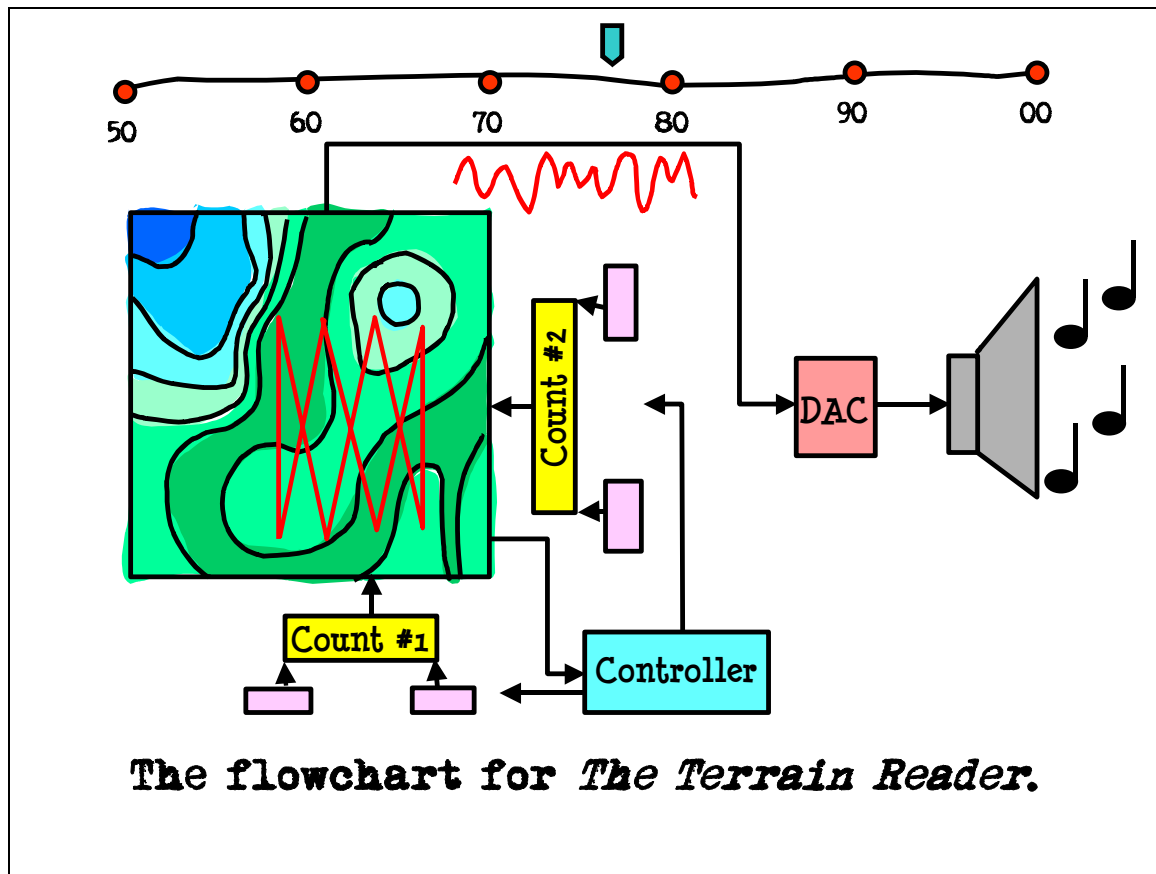 50
60
70
80
90
00
Count #2
DAC
Count #1
Controller
The flowchart for The Terrain Reader.